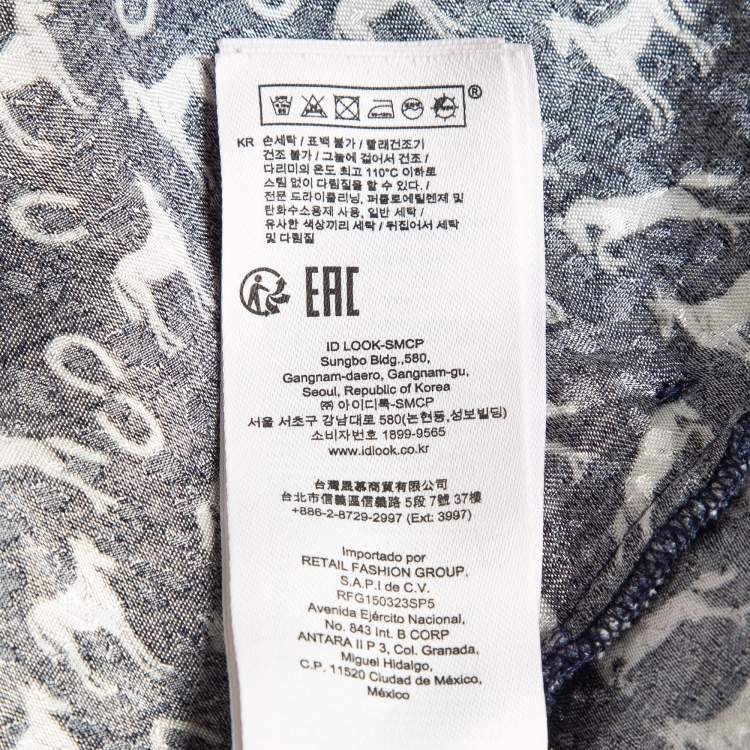 ®
KR 손세탁 / 표백 불가 / 빨래건조기
건조 불가 / 그늘에 걸어서 건조 /
다리미의 온도 최고 110°C 이하로
스팀 없이 다림질을 할 수 있다. /
전문 드라이클리닝, 퍼클로로에틸렌제 및
탄화수소용제 사용, 일반 세탁 /
유사한 색상끼리 세탁 / 뒤집어서 세탁
및 다림질
EAC
ID LOOK-SMCP
Sungbo Bidg.,580,
Gangnam-daero, Gangnam-gu,
Seoul, Republic of Korea
㈜ 아이디룩-SMCP
서울 서초구 강남대로 580(논현동,성보빌딩)
소비자번호 1899-9565
www.idlook.co.kr
台灣晟慕商貿有限公司
台北市信義區信義路 5段 7號 37樓
+886-2-8729-2997 (Ext: 3997)
Importado por
RETAIL FASHION GROUP,
S.A.P.I de C.V.
RFG150323SP5
Avenida Ejército Nacional,
No. 843 Int. B CORP
ANTARA II P 3, Col. Granada,
Miguel Hidalgo,
C.P. 11520 Ciudad de México,
México